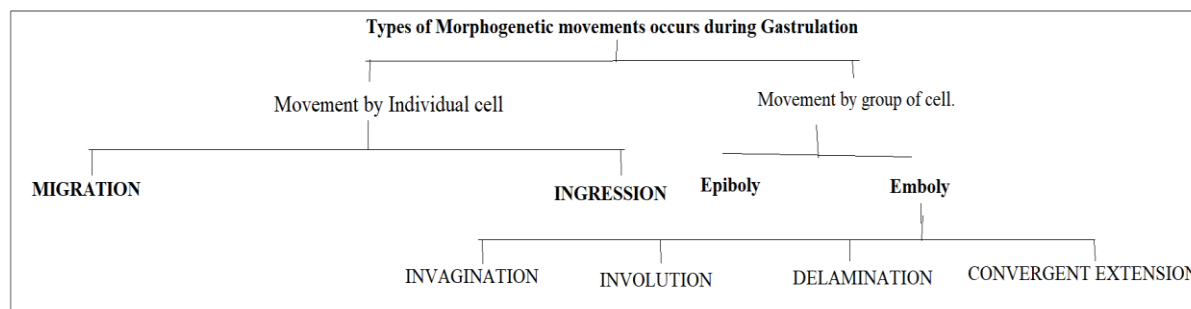 Types of Morphogenetic movements occurs during Gastrulation
Movement by Individual cell
Movement by group of cell.
MIGRATION
INGRESSION
Epiboly
Emboly
INVAGINATION
INVOLUTION
DELAMINATION
CONVERGENT EXTENSION